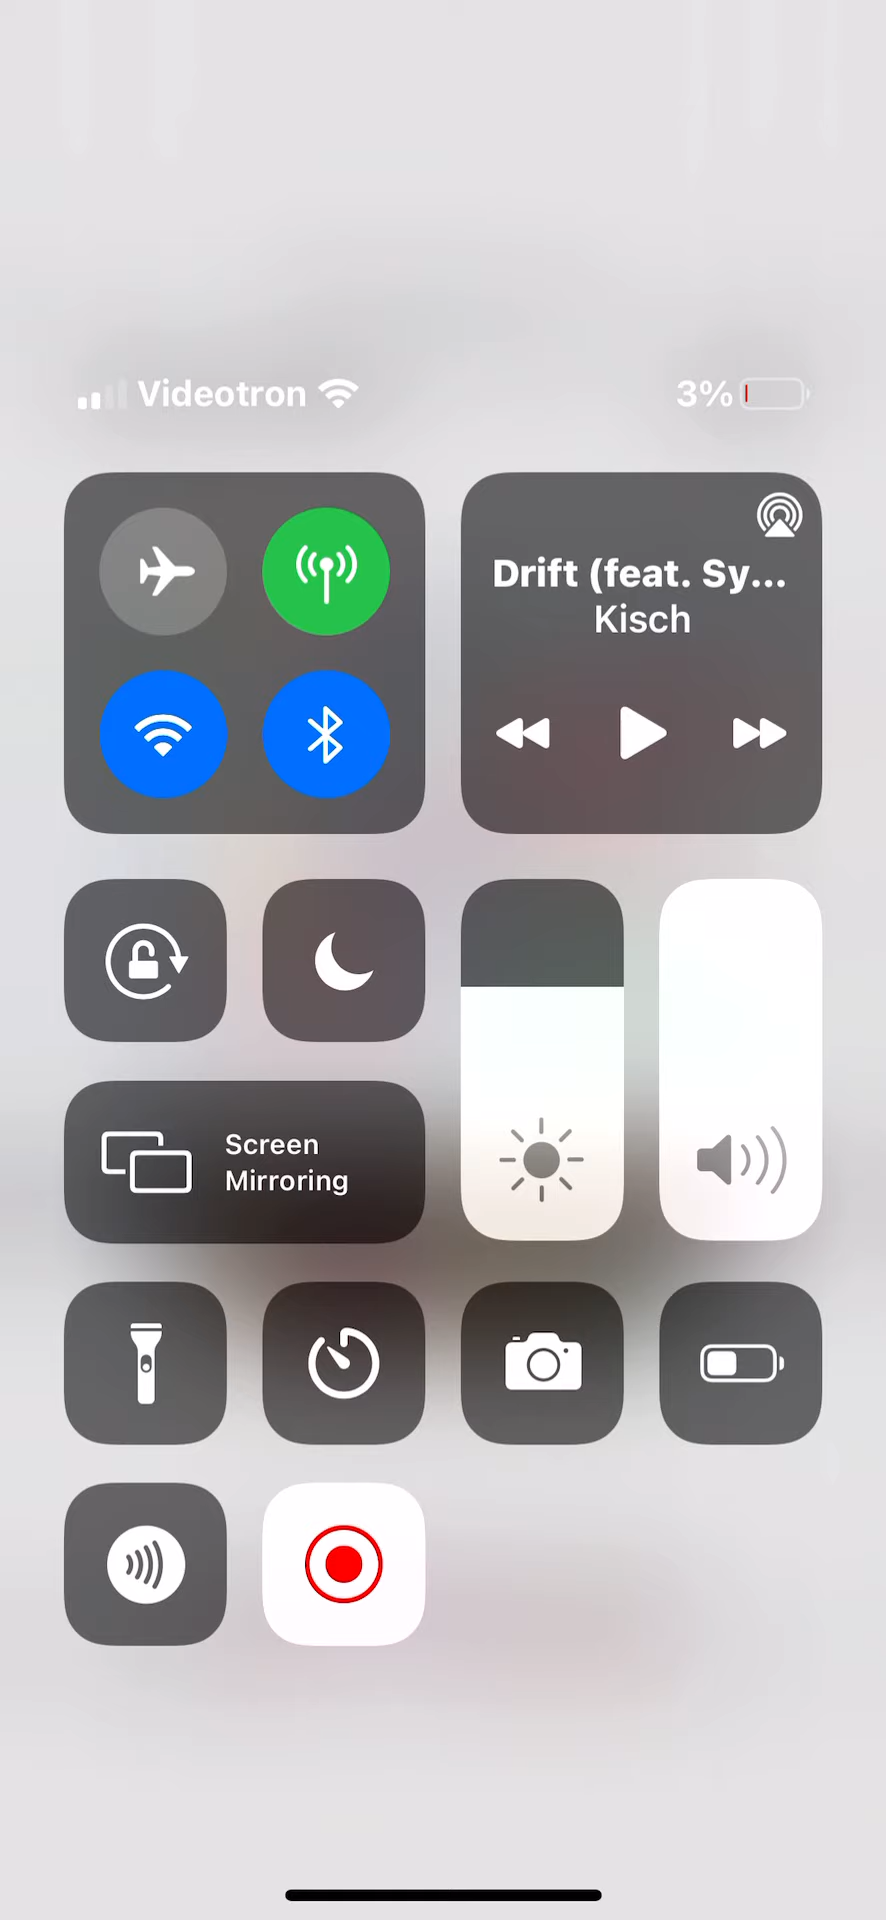 Videotron
3%
Drift (feat. Sy...
Kisch
Screen
Mirroring